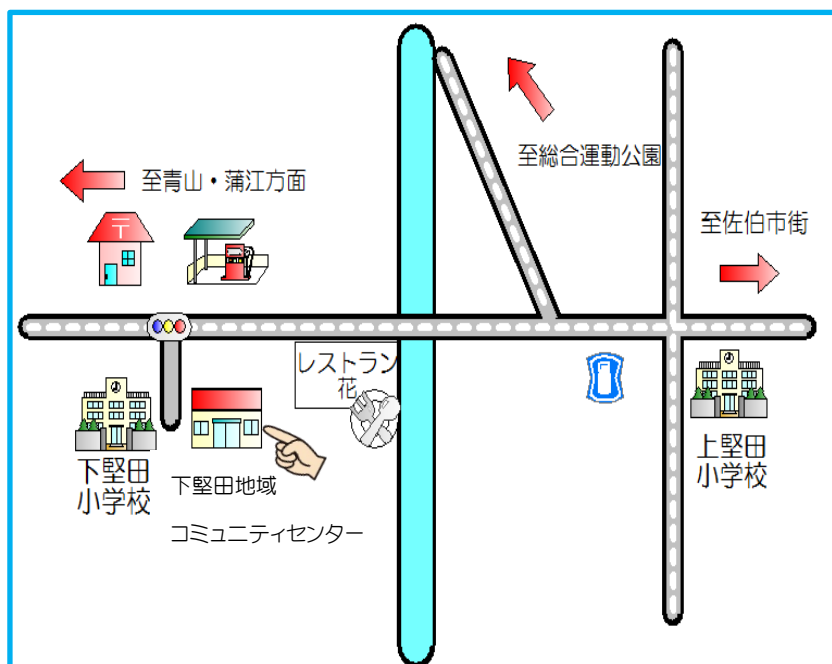 至総合運動公園
至青山・蒲江方面
至佐伯市街
〒
レストラン
花
下堅田
小学校
下堅田地域
コミュニティセンター
上堅田
小学校